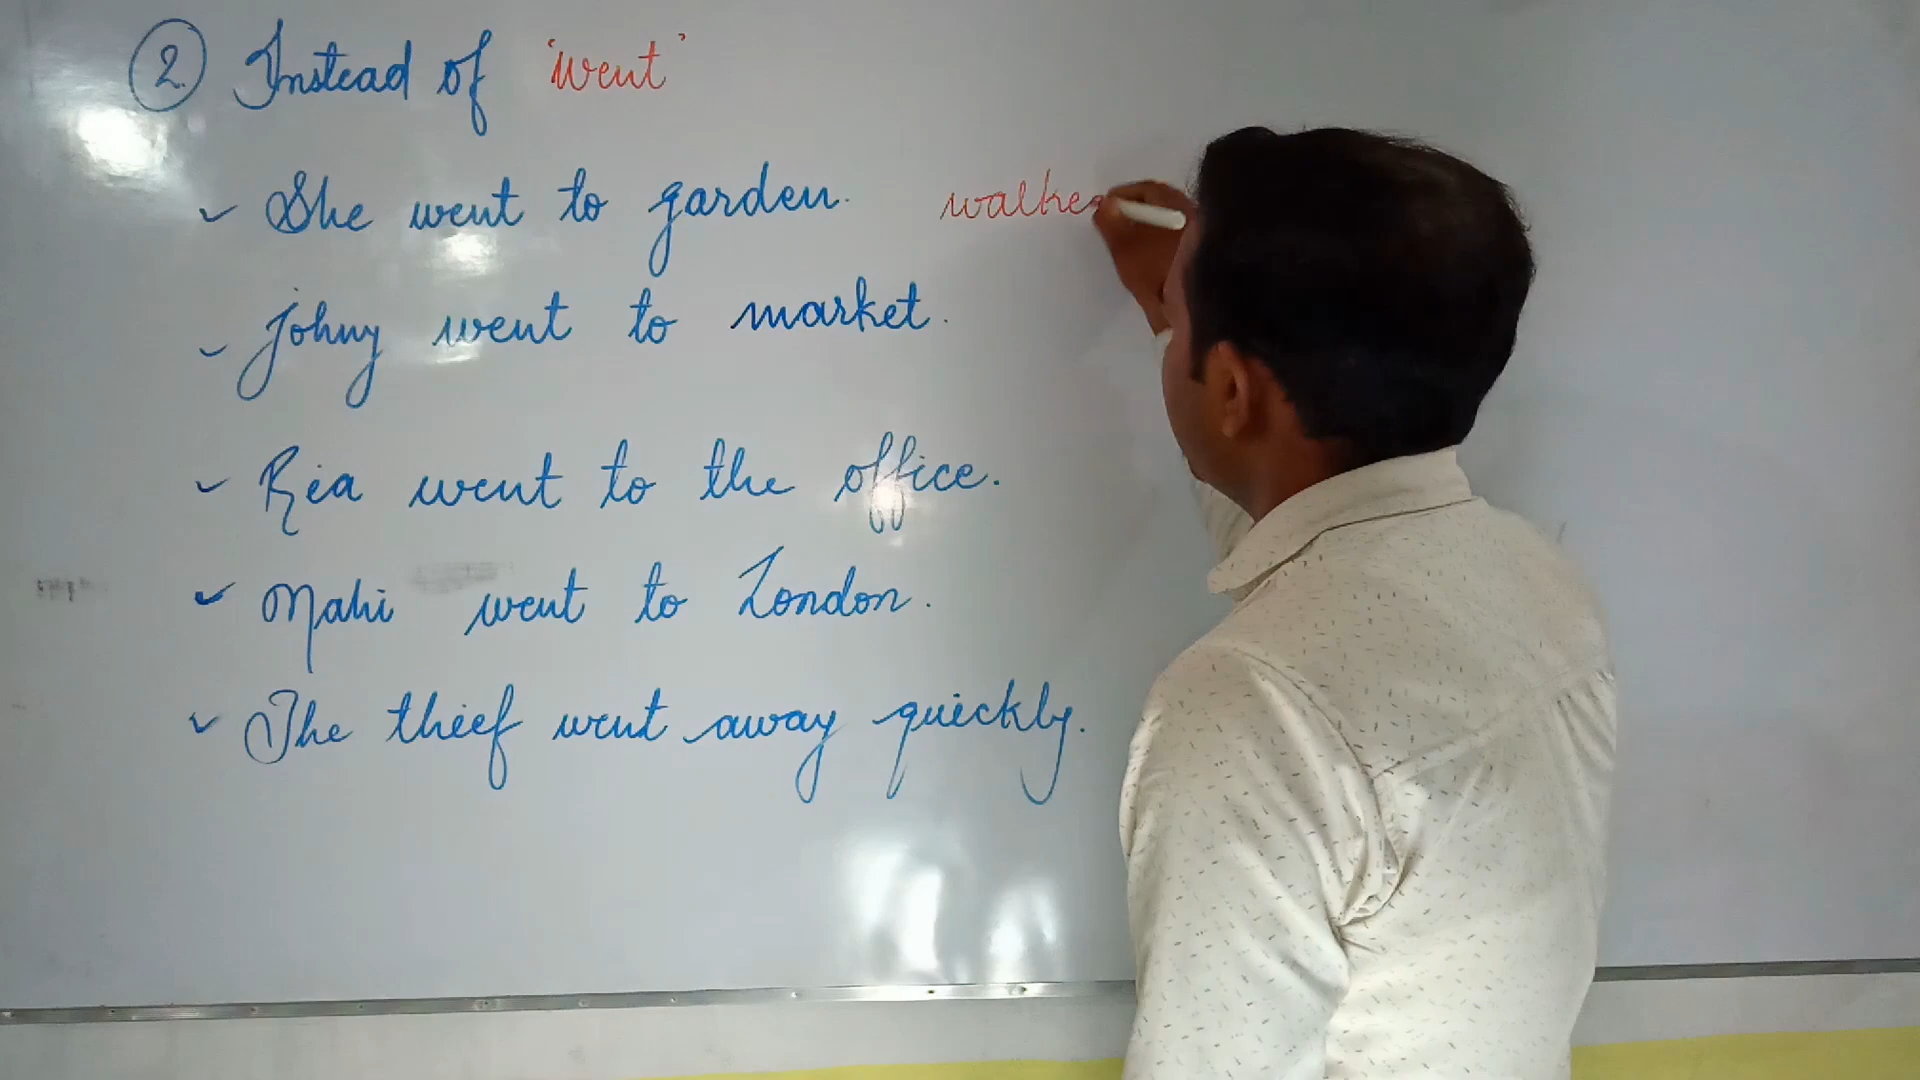 2. Instead of 'went'
She went to garden. walke
Johny went to market.
Ria went to the office.
Mahi went to London.
The thief went away quickly.